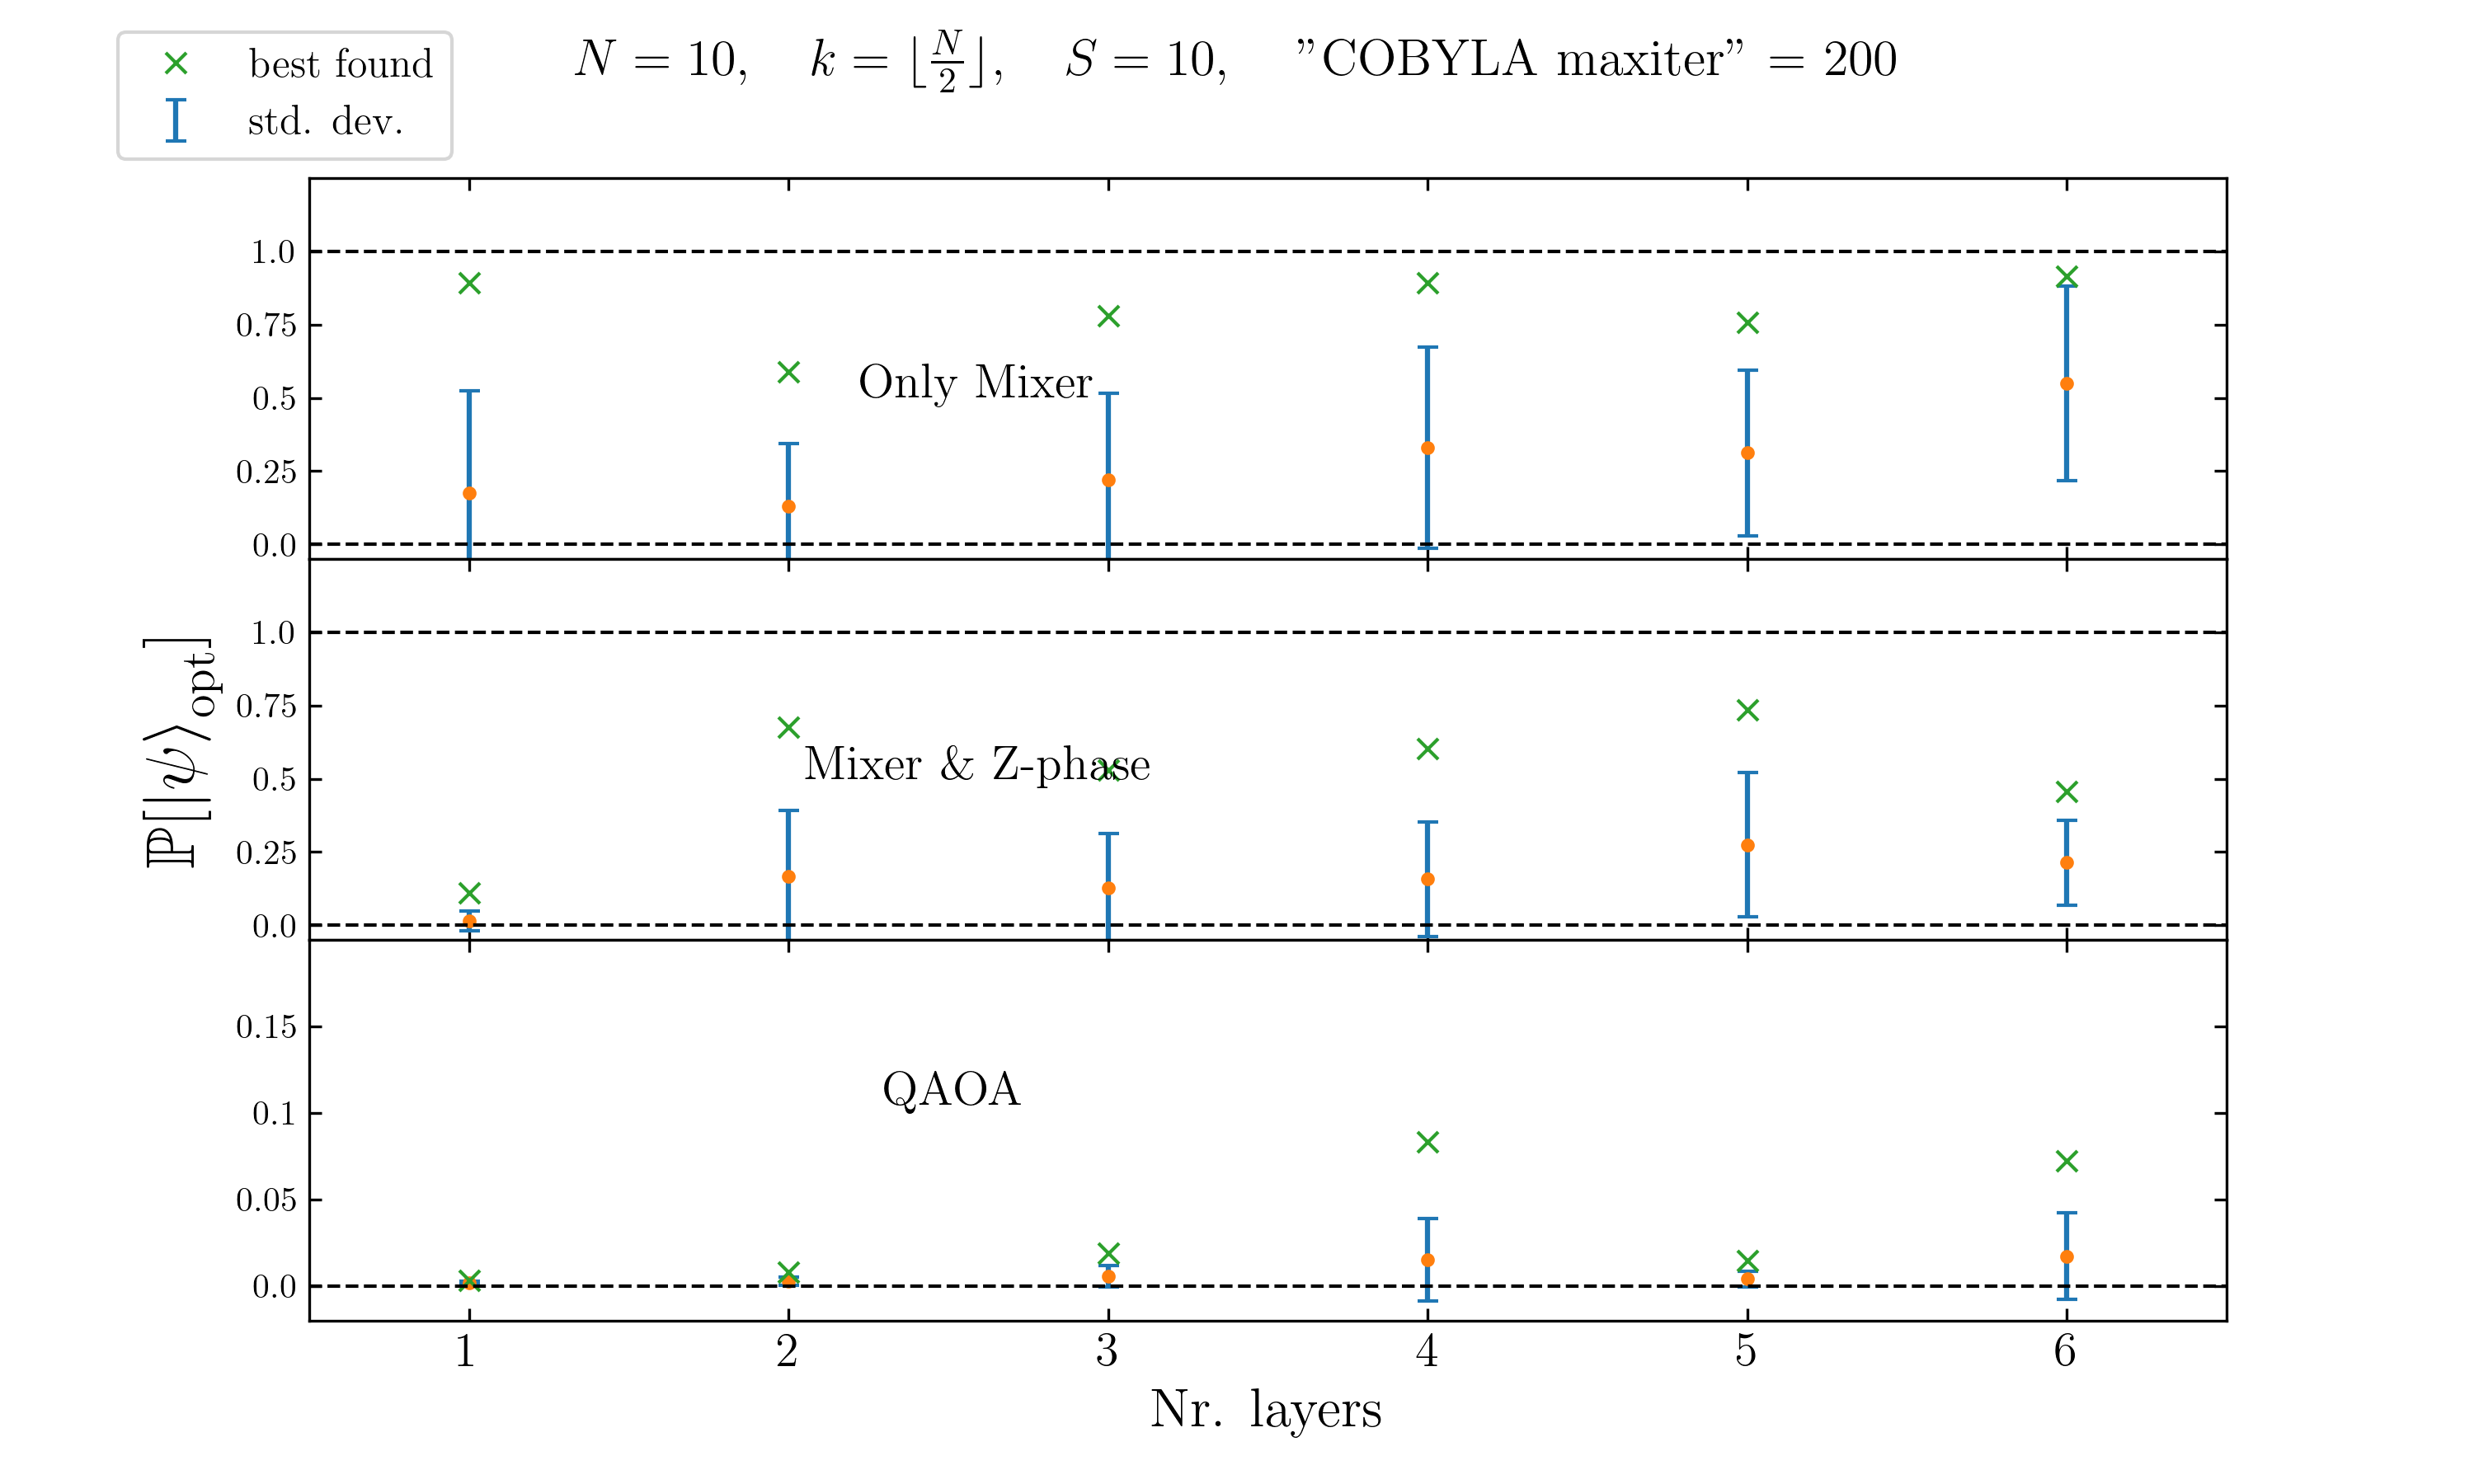 best found
std. dev.
N = 10, k = ⌊N/2⌋, S = 10, ”COBYLA maxiter” = 200
1.0
0.75
0.5
0.25
0.0
Only Mixer
ℙ[|ψ⟩opt]
1.0
0.75
0.5
0.25
0.0
Mixer & Z-phase
0.15
0.1
0.05
0.0
QAOA
1 2 3 4 5 6
Nr. layers